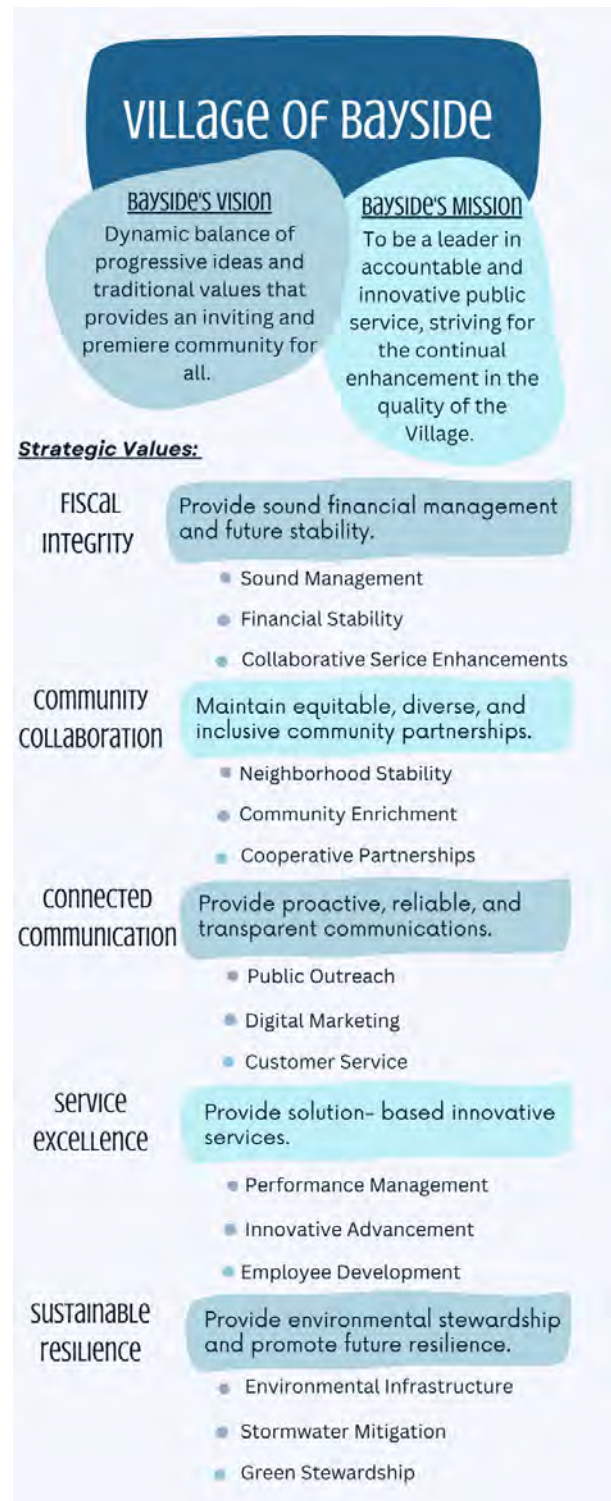 VILLAGE OF BAYSIDE
BAYSIDE'S VISION
Dynamic balance of
progressive ideas and
traditional values that
provides an inviting and
premiere community for
all.
BAYSIDE'S MISSION
To be a leader in
accountable and
innovative public
service, striving for
the continual
enhancement in the
quality of the
Village.
Strategic Values:
FISCAL
INTEGRITY
Provide sound financial management
and future stability.
Sound Management
Financial Stability
Collaborative Serice Enhancements
COMMUNITY
COLLABORATION
Maintain equitable, diverse, and
inclusive community partnerships.
Neighborhood Stability
Community Enrichment
Cooperative Partnerships
CONNECTED
COMMUNICATION
Provide proactive, reliable, and
transparent communications.
Public Outreach
Digital Marketing
Customer Service
SERVICE
EXCELLENCE
Provide solution- based innovative
services.
Performance Management
Innovative Advancement
Employee Development
SUSTAINABLE
RESILIENCE
Provide environmental stewardship
and promote future resilience.
Environmental Infrastructure
Stormwater Mitigation
Green Stewardship